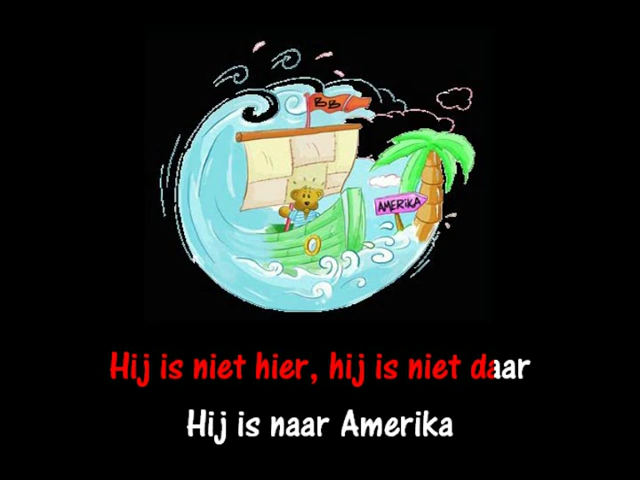 BB
AMERIKA
Hij is niet hier, hij is niet daar
Hij is naar Amerika